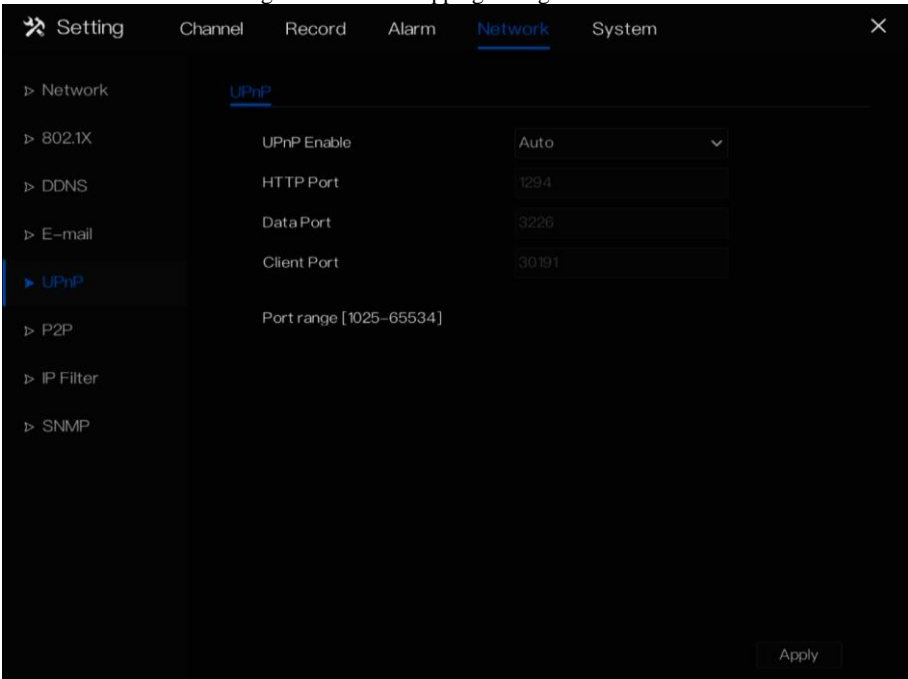 Setting Channel Record Alarm Network System
Network
UPnP
802.1X
UPnP Enable Auto
DDNS
HTTP Port 1294
Data Port 3226
E-mail
Client Port 30191
UPnP
Port range [1025-65534]
P2P
IP Filter
SNMP
Apply